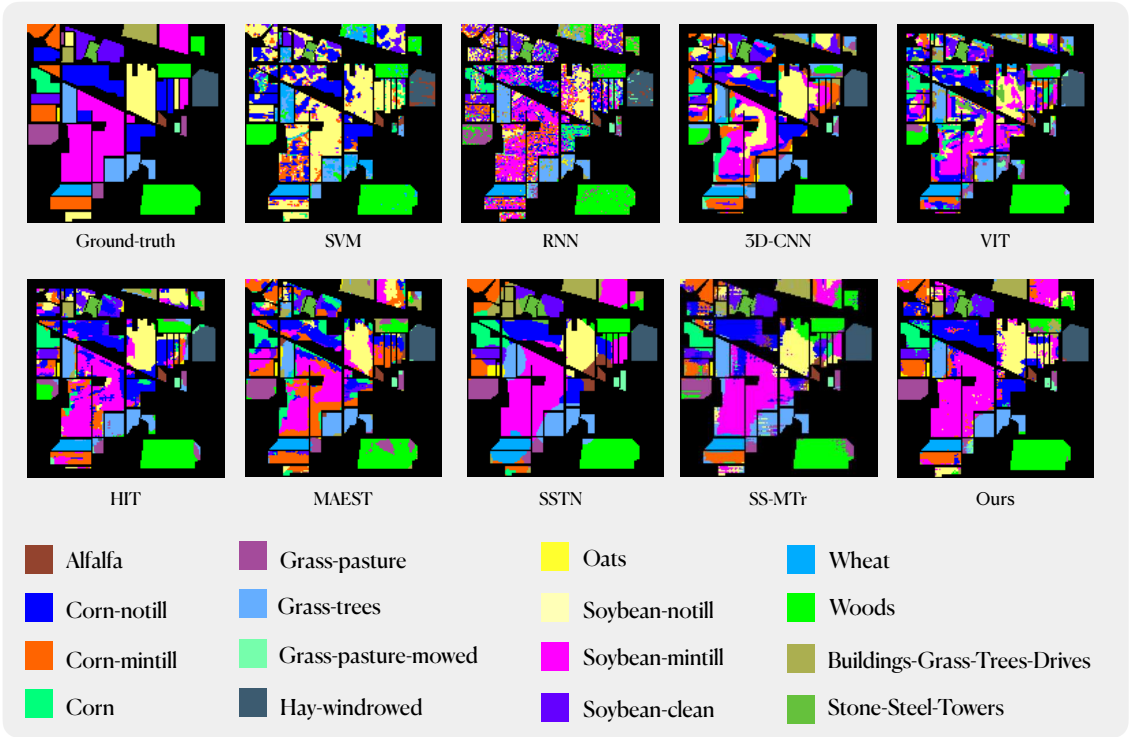 Ground-truth
SVM
RNN
3D-CNN
VIT
HIT
MAEST
SSTN
SS-MTr
Ours
Alfalfa
Grass-pasture
Oats
Wheat
Corn-notill
Grass-trees
Soybean-notill
Woods
Corn-mintill
Grass-pasture-mowed
Soybean-mintill
Buildings-Grass-Trees-Drives
Corn
Hay-windrowed
Soybean-clean
Stone-Steel-Towers